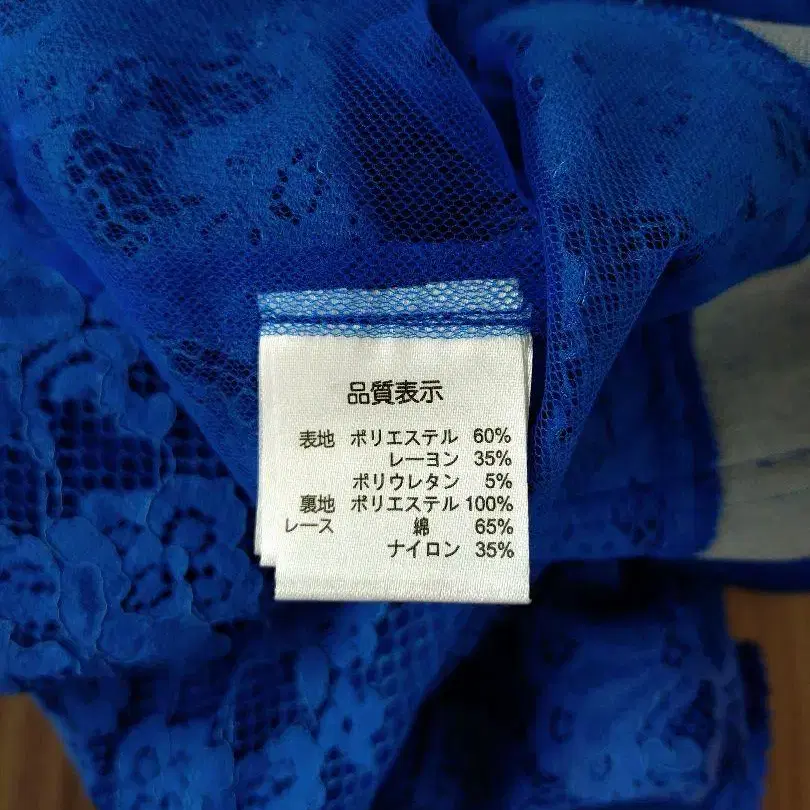 品質表示
表地 ポリエステル 60%
レーヨン 35%
ポリウレタン 5%
裏地 ポリエステル 100%
レース 綿 65%
ナイロン 35%